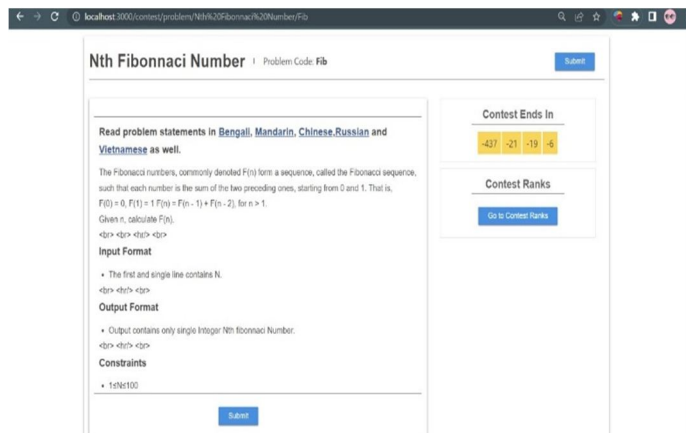 localhost:3000/contest/problem/Nth%20Fibonnaci%20Number/Fib
Nth Fibonnaci Number | Problem Code: Fib
Submit
Read problem statements in Bengali, Mandarin, Chinese,Russian and
Vietnamese as well.
The Fibonacci numbers, commonly denoted F(n) form a sequence, called the Fibonacci sequence,
such that each number is the sum of the two preceding ones, starting from 0 and 1. That is,
F(0) = 0, F(1) = 1 F(n) = F(n - 1) + F(n - 2), for n > 1.
Given n, calculate F(n).
<br> <br> <hr/> <br>
Input Format
• The first and single line contains N.
<br> <hr/> <br>
Output Format
• Output contains only single Integer Nth fibonnaci Number.
<br> <hr/> <br>
Constraints
• 1≤N≤100
Submit
Contest Ends In
-437 -21 -19 -6
Contest Ranks
Go to Contest Ranks